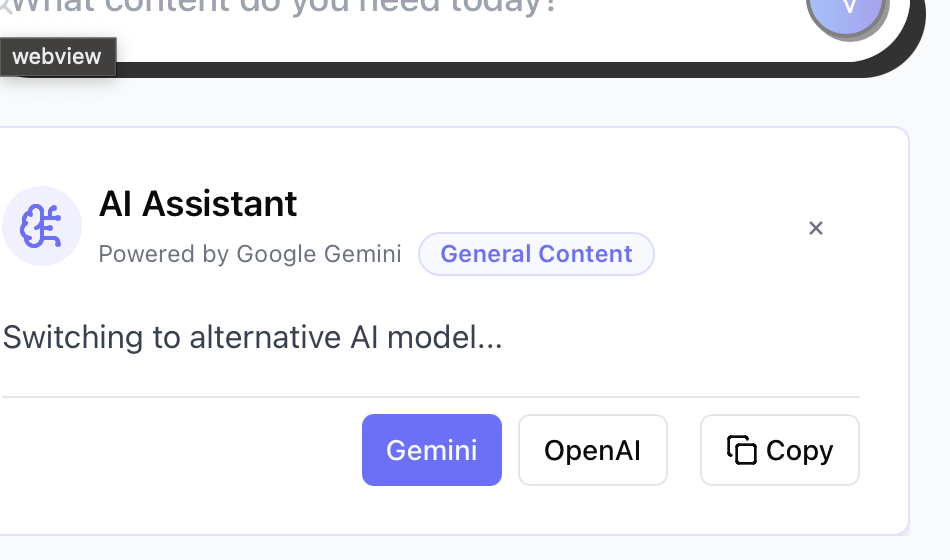 What content do you need today?
webview
AI Assistant
Powered by Google Gemini
General Content
Switching to alternative AI model...
Gemini
OpenAI
Copy